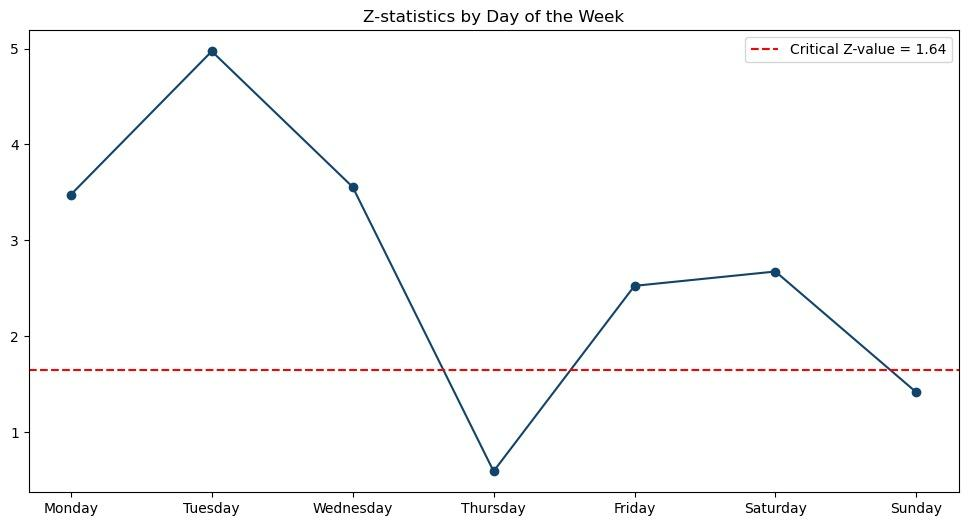 Z-statistics by Day of the Week
Critical Z-value = 1.64
5
4
3
2
1
Monday Tuesday Wednesday Thursday Friday Saturday Sunday